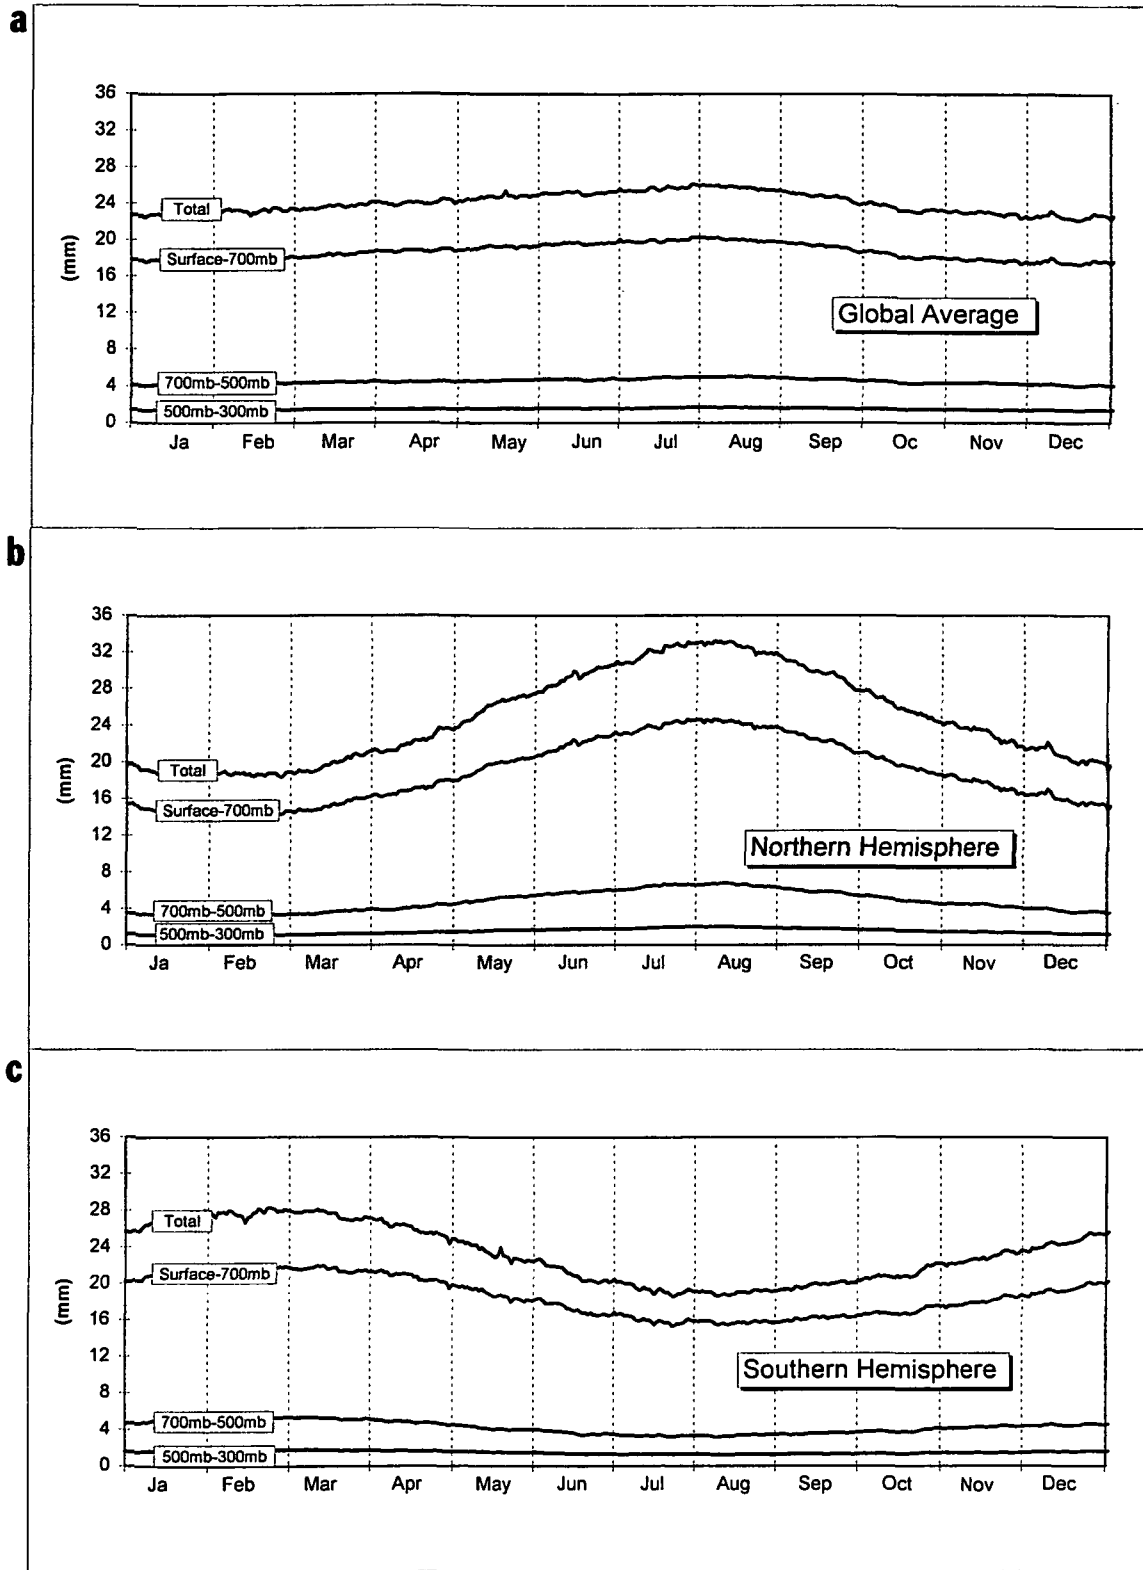 a
36
32
28
24
20
16
12
8
4
0
(mm)
Total
Surface-700mb
700mb-500mb
500mb-300mb
Global Average
Ja Feb Mar Apr May Jun Jul Aug Sep Oc Nov Dec
b
36
32
28
24
20
16
12
8
4
0
(mm)
Total
Surface-700mb
700mb-500mb
500mb-300mb
Northern Hemisphere
Ja Feb Mar Apr May Jun Jul Aug Sep Oct Nov Dec
c
36
32
28
24
20
16
12
8
4
0
(mm)
Total
Surface-700mb
700mb-500mb
500mb-300mb
Southern Hemisphere
Ja Feb Mar Apr May Jun Jul Aug Sep Oct Nov Dec